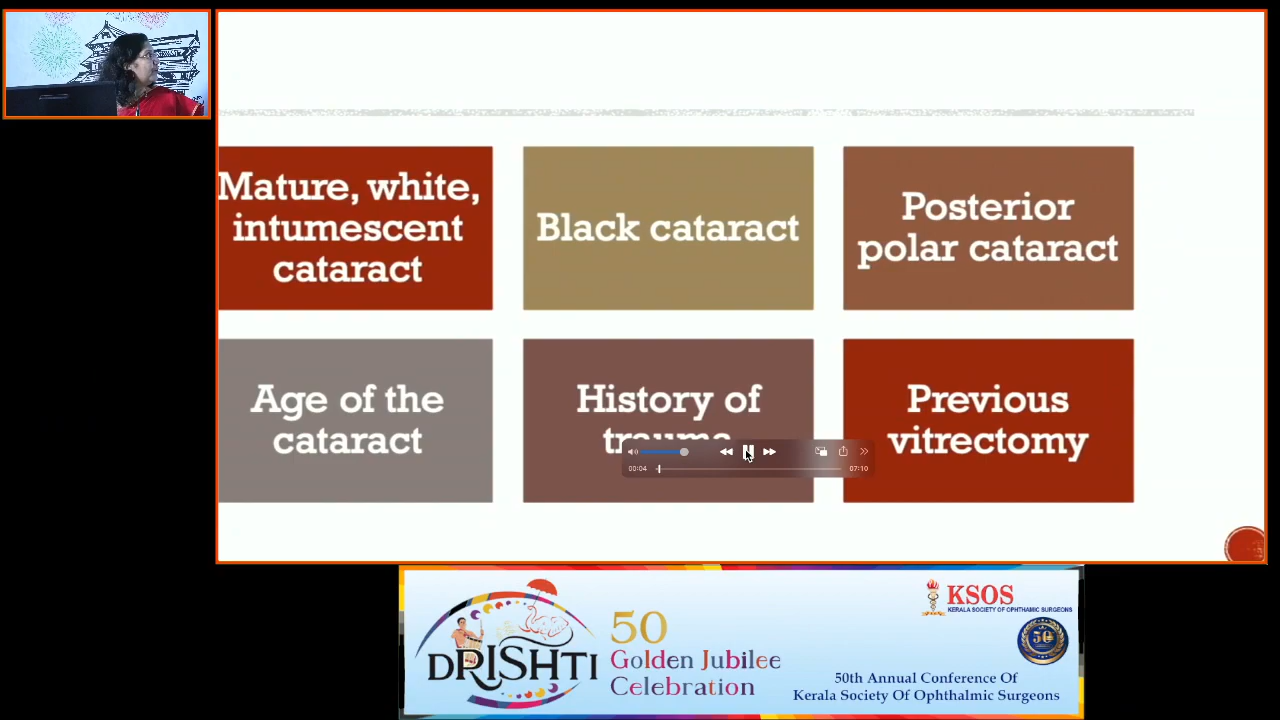 Mature, white,
intumescent
cataract
Black cataract
Posterior
polar cataract
Age of the
cataract
History of
trauma
Previous
vitrectomy
00:04
07:10
DRISHTI
50
Golden Jubilee
Celebration
KSOS
KERALA SOCIETY OF OPHTHAMIC SURGEONS
50
50th Annual Conference Of
Kerala Society Of Ophthalmic Surgeons